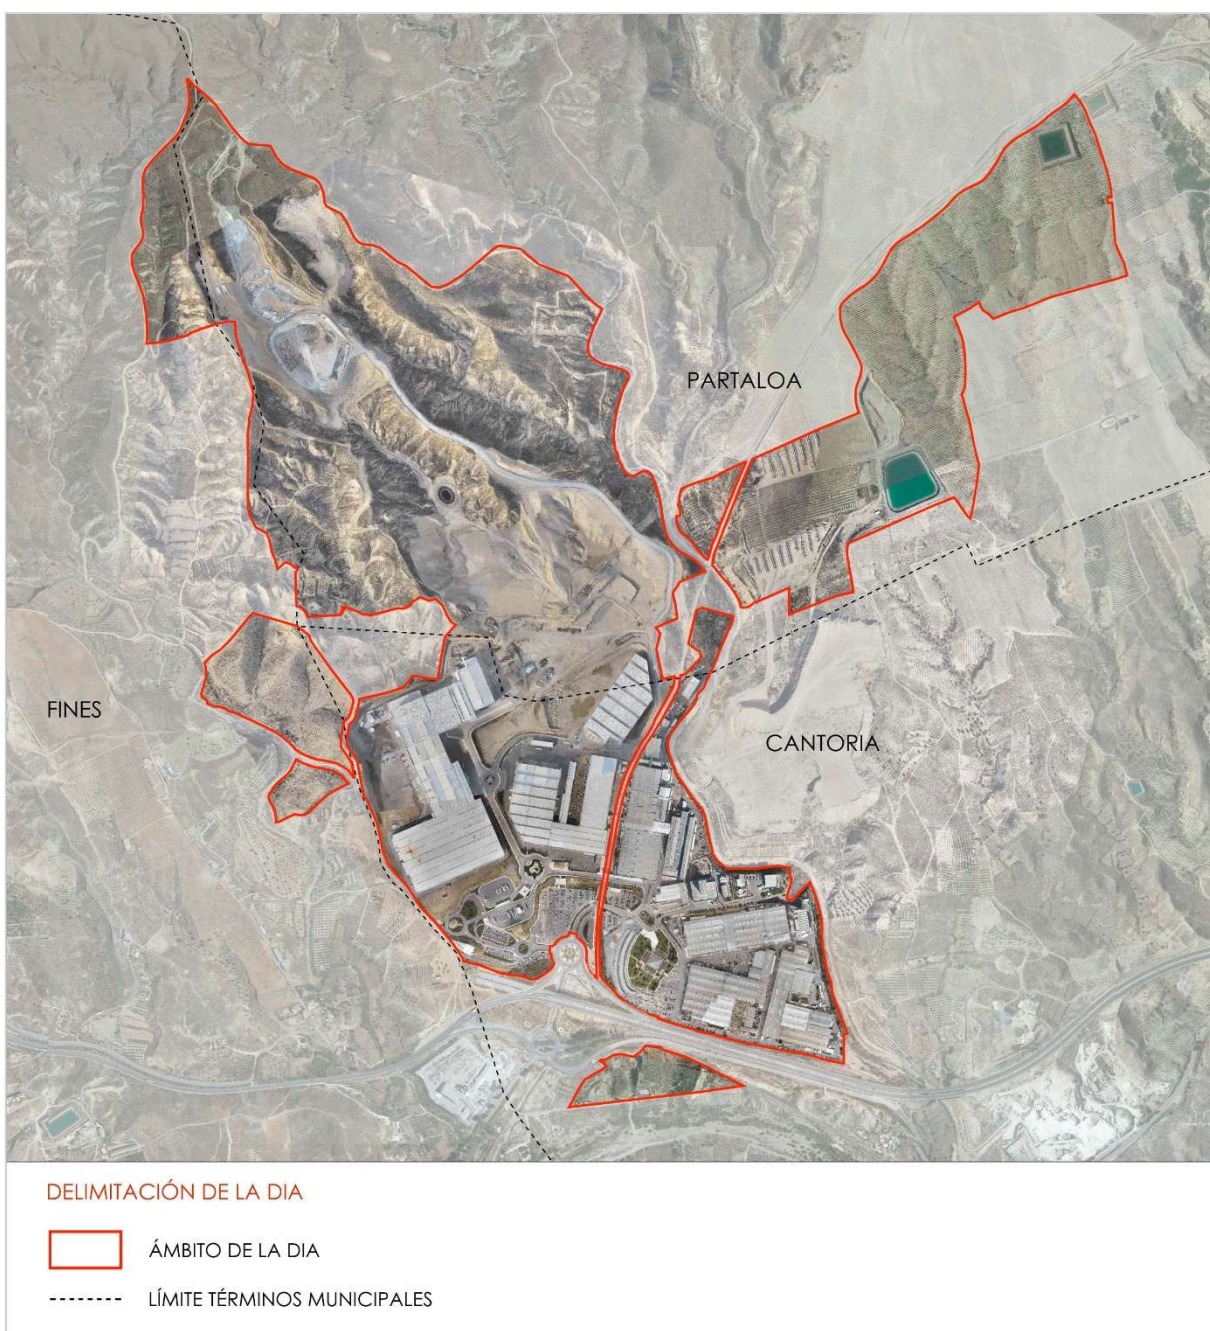 PARTALOA
FINES
CANTORIA
DELIMITACIÓN DE LA DIA
ÁMBITO DE LA DIA
LÍMITE TÉRMINOS MUNICIPALES